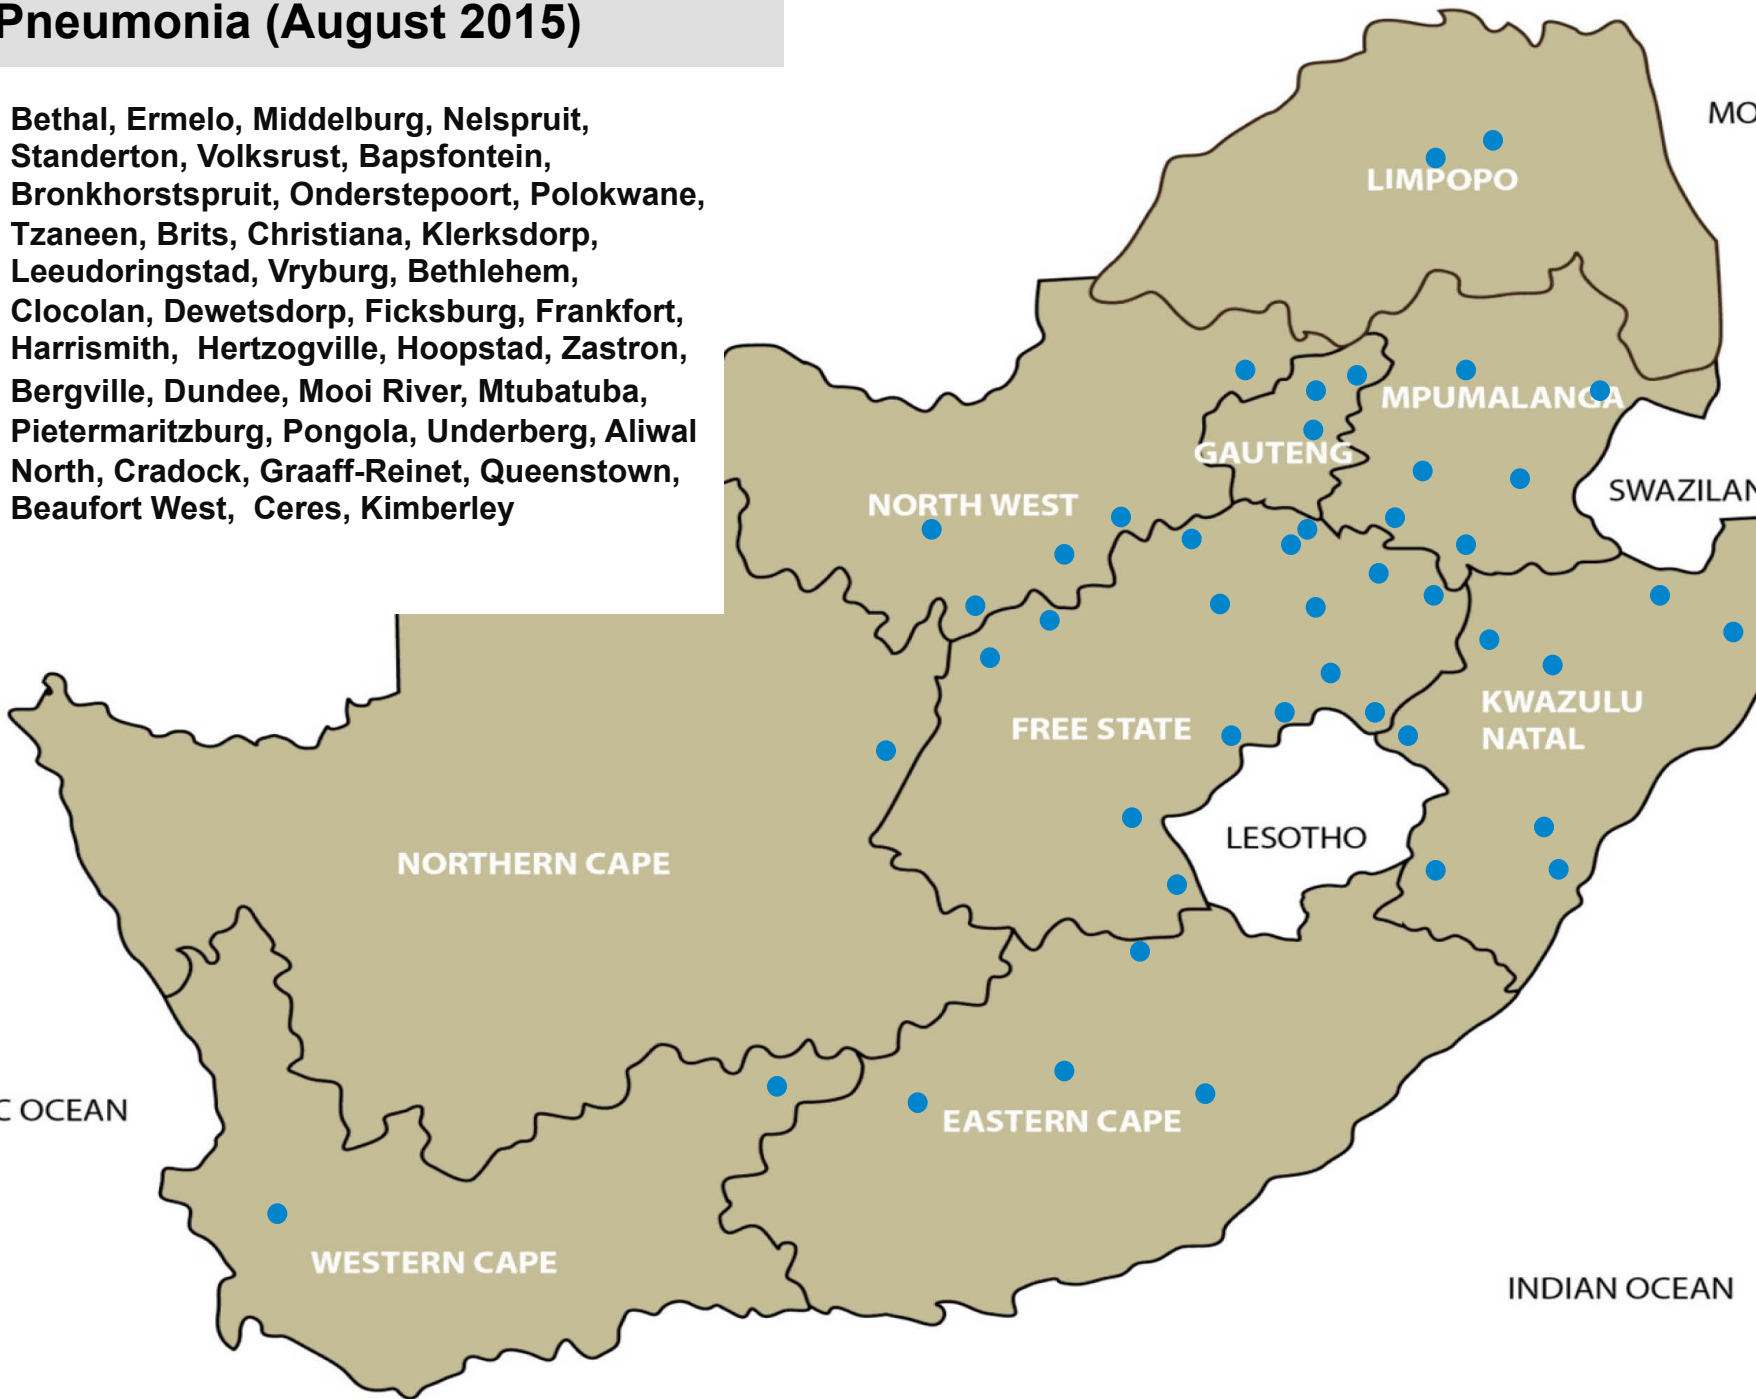 Pneumonia (August 2015)
Bethal, Ermelo, Middelburg, Nelspruit,
Standerton, Volksrust, Bapsfontein,
Bronkhorstspruit, Onderstepoort, Polokwane,
Tzaneen, Brits, Christiana, Klerksdorp,
Leeudoringstad, Vryburg, Bethlehem,
Clocolan, Dewetsdorp, Ficksburg, Frankfort,
Harrismith, Hertzogville, Hoopstad, Zastron,
Bergville, Dundee, Mooi River, Mtubatuba,
Pietermaritzburg, Pongola, Underberg, Aliwal
North, Cradock, Graaff-Reinet, Queenstown,
Beaufort West, Ceres, Kimberley
MO
LIMPOPO
MPUMALANGA
GAUTENG
SWAZILAN
NORTH WEST
KWAZULU
NATAL
FREE STATE
LESOTHO
NORTHERN CAPE
C OCEAN
EASTERN CAPE
WESTERN CAPE
INDIAN OCEAN